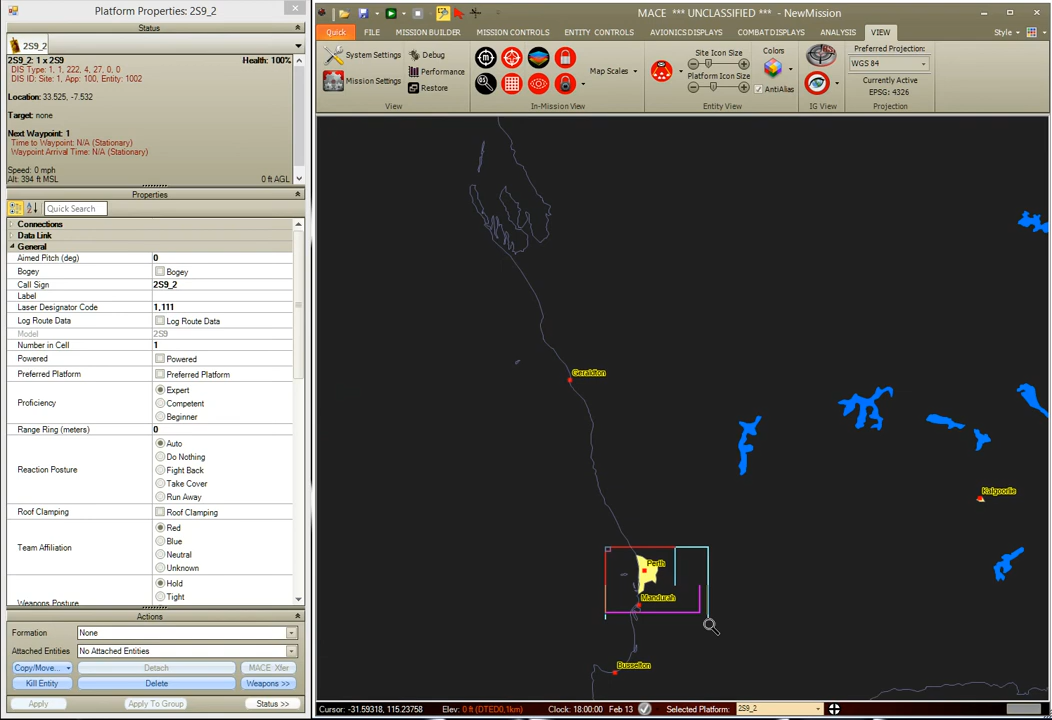 Platform Properties: 2S9_2
Status
2S9_2
2S9_2: 1 x 2S9
Health: 100%
DIS Type: 1, 1, 222, 4, 27, 0, 0
DIS ID: Site: 1, App: 100, Entity: 1002
Location: 33.525, -7.532
Target: none
Next Waypoint: 1
Time to Waypoint: N/A (Stationary)
Waypoint Arrival Time: N/A (Stationary)
Speed: 0 mph
Alt: 394 ft MSL
0 ft AGL
Properties
Quick Search
Connections
Data Link
General
Aimed Pitch (deg) 0
Bogey Bogey
Call Sign 2S9_2
Label
Laser Designator Code 1,111
Log Route Data Log Route Data
Model 2S9
Number in Cell 1
Powered Powered
Preferred Platform Preferred Platform
Proficiency
Expert
Competent
Beginner
Range Ring (meters) 0
Reaction Posture
Auto
Do Nothing
Fight Back
Take Cover
Run Away
Roof Clamping Roof Clamping
Team Affiliation
Red
Blue
Neutral
Unknown
Weapons Posture
Hold
Tight
Actions
Formation None
Attached Entities No Attached Entities
Copy/Move... Detach MACE Xfer
Kill Entity Delete Weapons >>
Apply Apply To Group Status >>
MACE *** UNCLASSIFIED *** - NewMission
Quick FILE MISSION BUILDER MISSION CONTROLS ENTITY CONTROLS AVIONICS DISPLAYS COMBAT DISPLAYS ANALYSIS VIEW Style
System Settings
Mission Settings
Debug
Performance
Restore
View
Map Scales
In-Mission View
Site Icon Size
Platform Icon Size
Colors
AntiAlias
Entity View
IG View
Preferred Projection:
WGS 84
Currently Active
EPSG: 4326
Projection
Geraldton
Kalgoorlie
Perth
Mandurah
Busselton
Cursor: -31.59318, 115.23758 Elev: 0 ft (DTED0,1km) Clock: 18:00:00 Feb 13 Selected Platform: 2S9_2